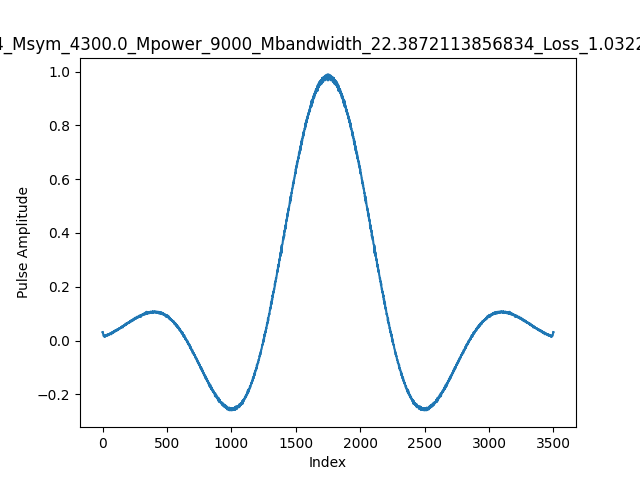 4_Msym_4300.0_Mpower_9000_Mbandwidth_22.3872113856834_Loss_1.0322
1.0
0.8
0.6
0.4
0.2
0.0
−0.2
Pulse Amplitude
0 500 1000 1500 2000 2500 3000 3500
Index